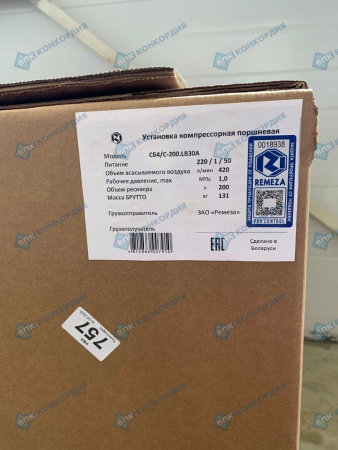 Установка компрессорная поршневая
Модель СБ4/С-200.LB30А
Питание 220 / 1 / 50
Объем всасываемого воздуха л/мин 420
Рабочее давление, max МПа 1,0
Объем ресивера л 200
Масса БРУТТО кг 131
Грузоотправитель ЗАО «Ремеза»
Грузополучатель
EAC
Сделано в
Беларуси
0018938
REMEZA
757
ВПК КОНКОРДИЯ